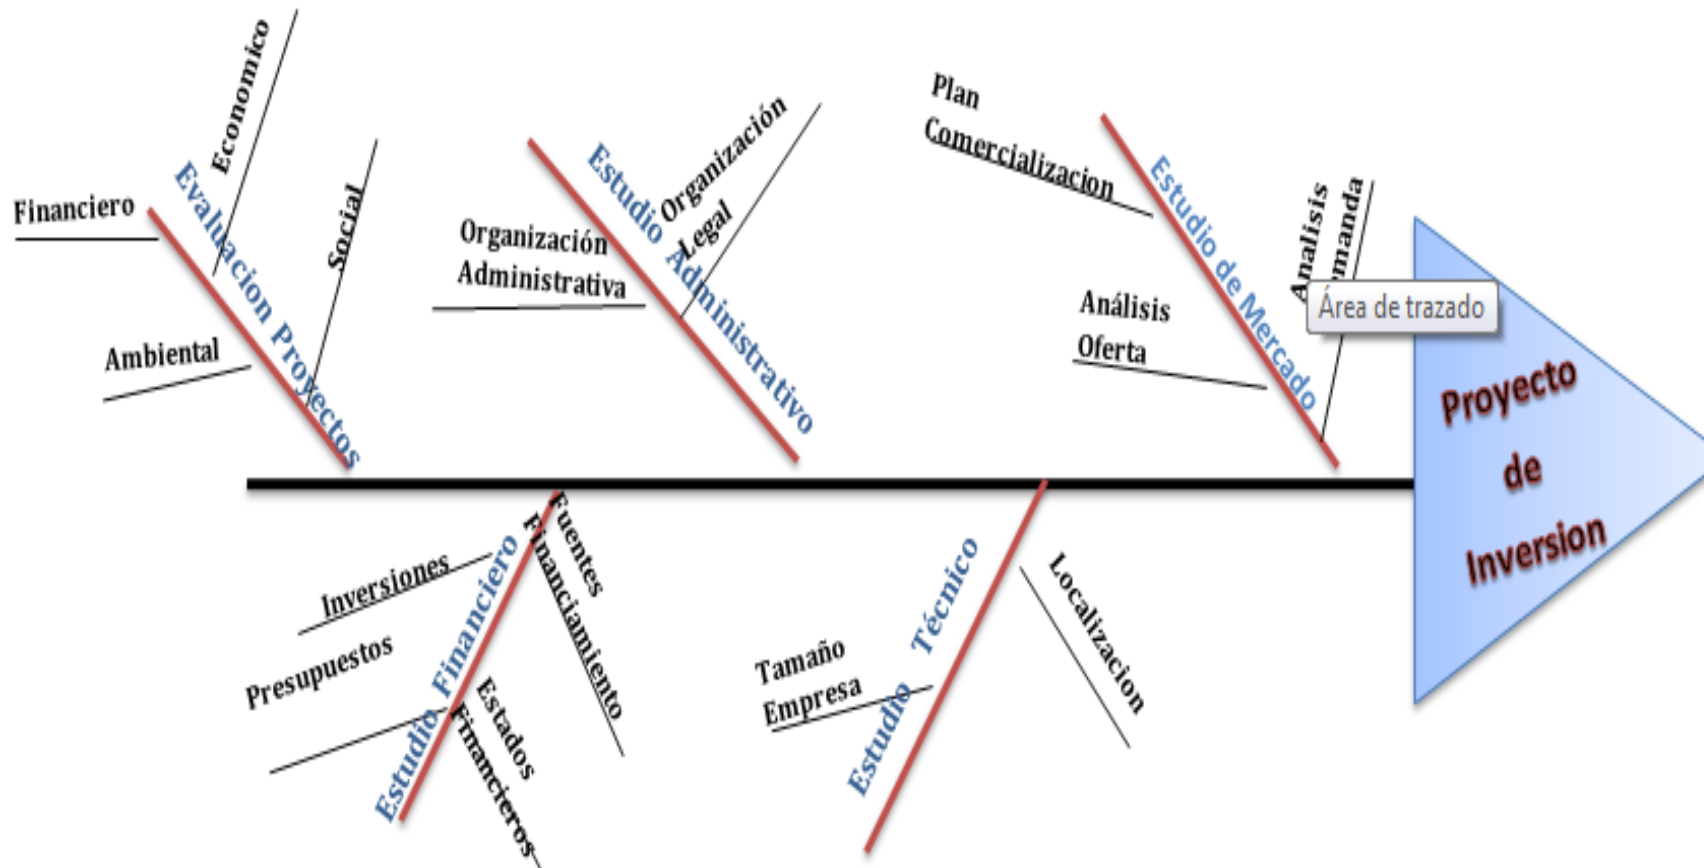 Financiero
Economico
Social
Ambiental
Evaluacion Proyectos
Organización
Administrativa
Organización
Legal
Estudio Administrativo
Plan
Comercializacion
Análisis
Oferta
Analisis
Estudio de Mercado
Área de trazado
Proyecto
de
Inversion
Inversiones
Presupuestos
Fuentes
Financiamiento
Estados
Financieros
Estudio Financiero
Tamaño
Empresa
Localizacion
Estudio Técnico